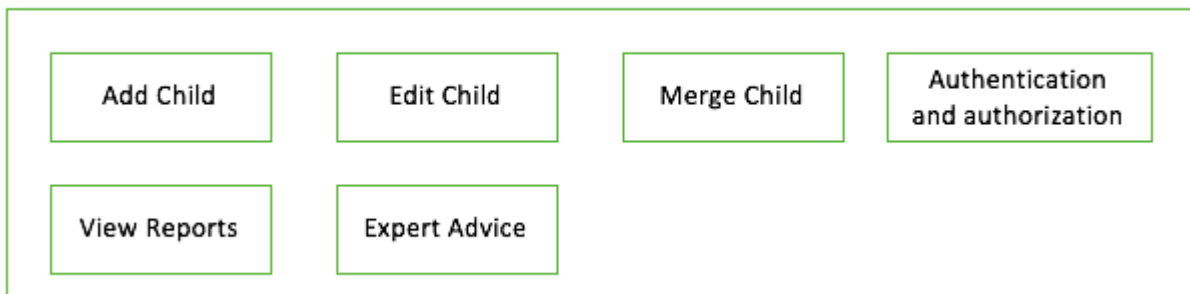 Add Child
Edit Child
Merge Child
Authentication
and authorization
View Reports
Expert Advice